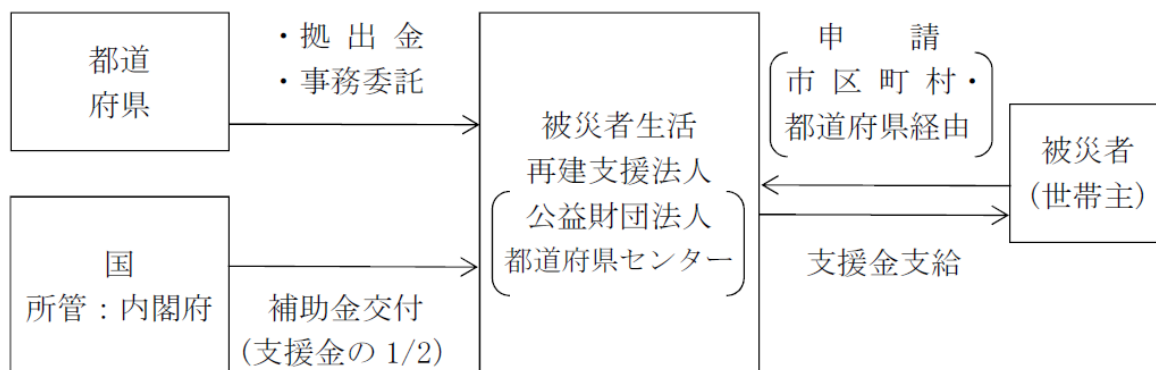 都道
府県
・拠 出 金
・事務委託
国
所管：内閣府
補助金交付
(支援金の 1/2)
被災者生活
再建支援法人
公益財団法人
都道府県センター
申　　請
市 区 町 村・
都道府県経由
支援金支給
被災者
(世帯主)